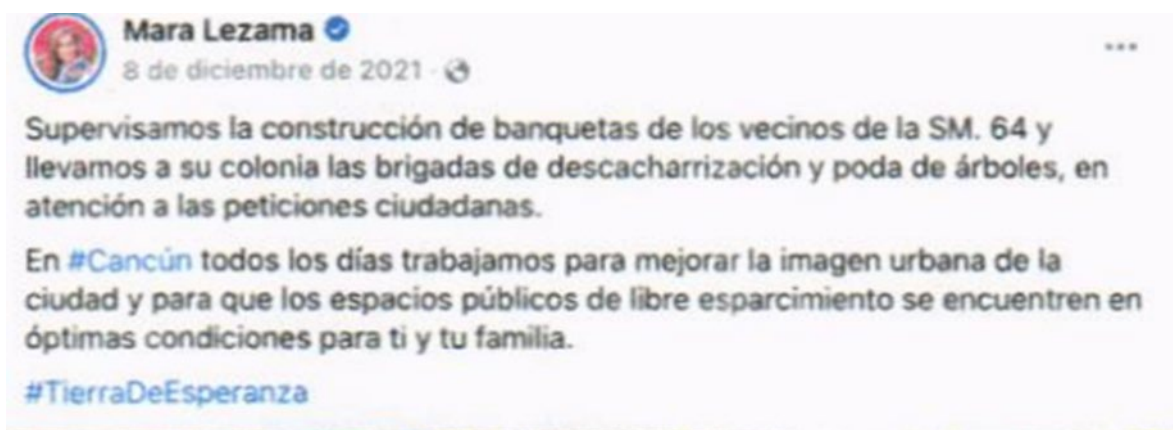 Mara Lezama
8 de diciembre de 2021 ·
Supervisamos la construcción de banquetas de los vecinos de la SM. 64 y
llevamos a su colonia las brigadas de descacharrización y poda de árboles, en
atención a las peticiones ciudadanas.
En #Cancún todos los días trabajamos para mejorar la imagen urbana de la
ciudad y para que los espacios públicos de libre esparcimiento se encuentren en
óptimas condiciones para ti y tu familia.
#TierraDeEsperanza